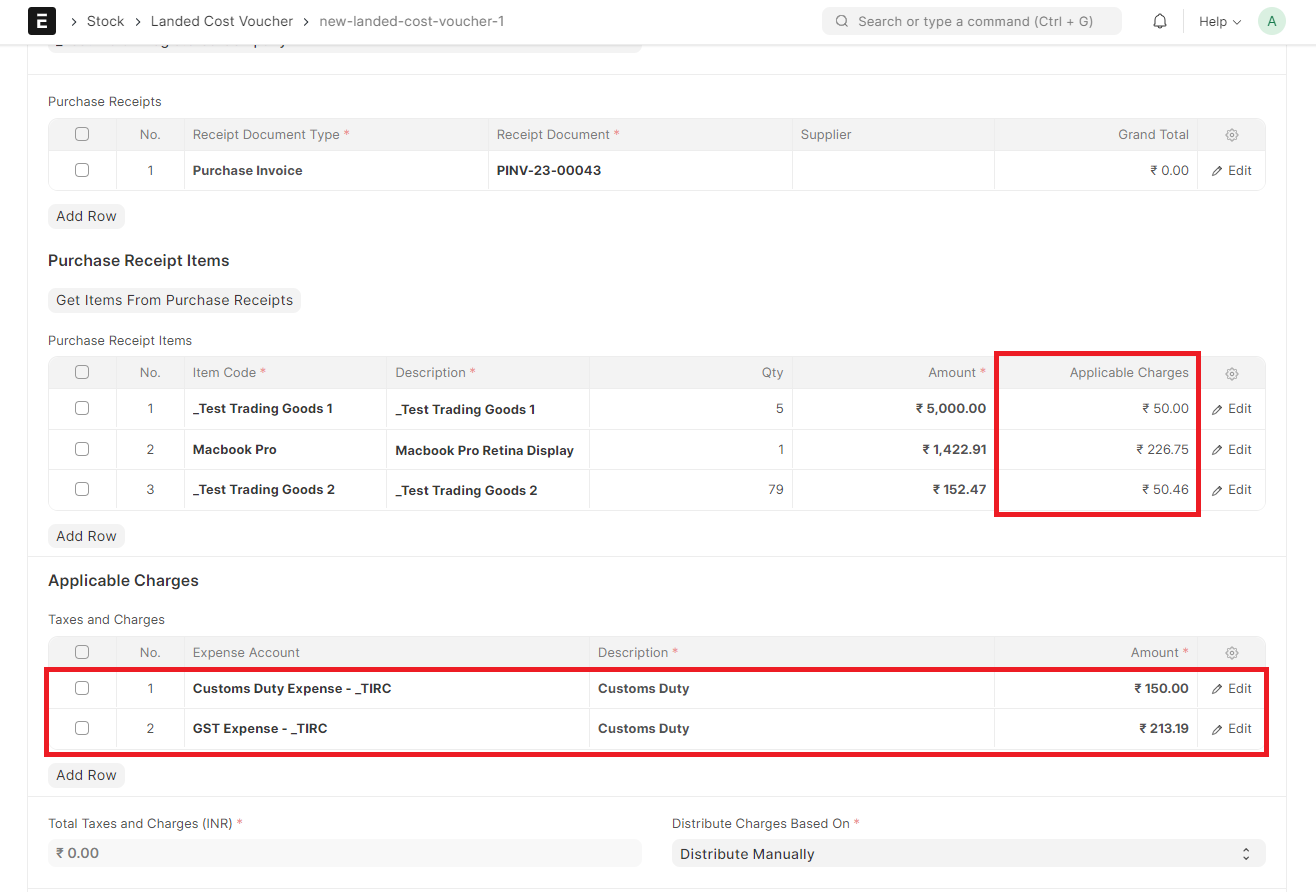 E Stock Landed Cost Voucher new-landed-cost-voucher-1 Search or type a command (Ctrl + G) Help A
Purchase Receipts
No. Receipt Document Type * Receipt Document * Supplier Grand Total
1 Purchase Invoice PINV-23-00043 ₹ 0.00 Edit
Add Row
Purchase Receipt Items
Get Items From Purchase Receipts
Purchase Receipt Items
No. Item Code * Description * Qty Amount * Applicable Charges
1 _Test Trading Goods 1 _Test Trading Goods 1 5 ₹ 5,000.00 ₹ 50.00 Edit
2 Macbook Pro Macbook Pro Retina Display 1 ₹ 1,422.91 ₹ 226.75 Edit
3 _Test Trading Goods 2 _Test Trading Goods 2 79 ₹ 152.47 ₹ 50.46 Edit
Add Row
Applicable Charges
Taxes and Charges
No. Expense Account Description * Amount *
1 Customs Duty Expense - _TIRC Customs Duty ₹ 150.00 Edit
2 GST Expense - _TIRC Customs Duty ₹ 213.19 Edit
Add Row
Total Taxes and Charges (INR) * Distribute Charges Based On *
₹ 0.00 Distribute Manually